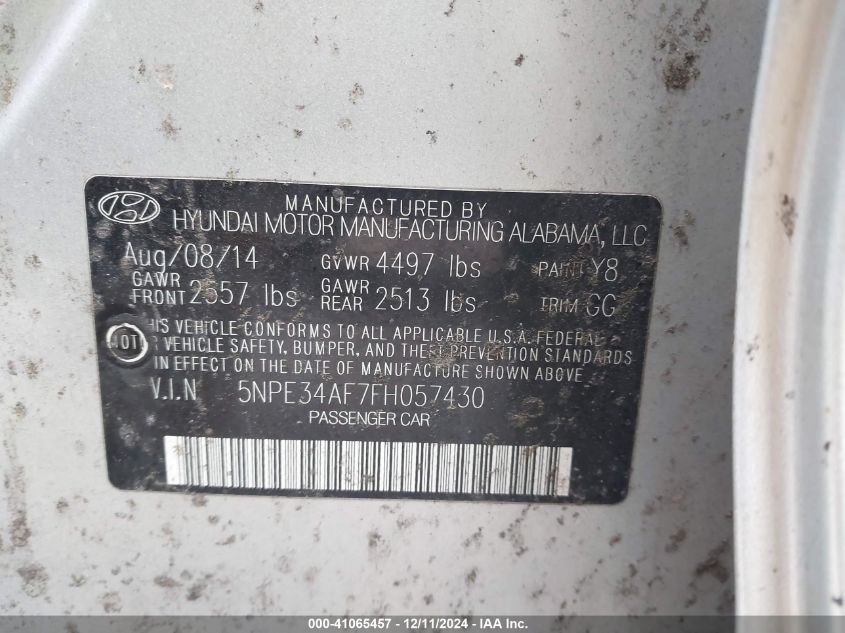 MANUFACTURED BY
HYUNDAI MOTOR MANUFACTURING ALABAMA, LLC
Aug/08/14 GVWR 4497 lbs PAINT Y8
GAWR FRONT 2557 lbs GAWR REAR 2513 lbs TRIM GG
THIS VEHICLE CONFORMS TO ALL APPLICABLE U.S.A. FEDERAL
VEHICLE SAFETY, BUMPER, AND THEFT PREVENTION STANDARDS
IN EFFECT ON THE DATE OF MANUFACTURE SHOWN ABOVE
V.I.N 5NPE34AF7FH057430
PASSENGER CAR
000-41065457 - 12/11/2024 - IAA, Inc.